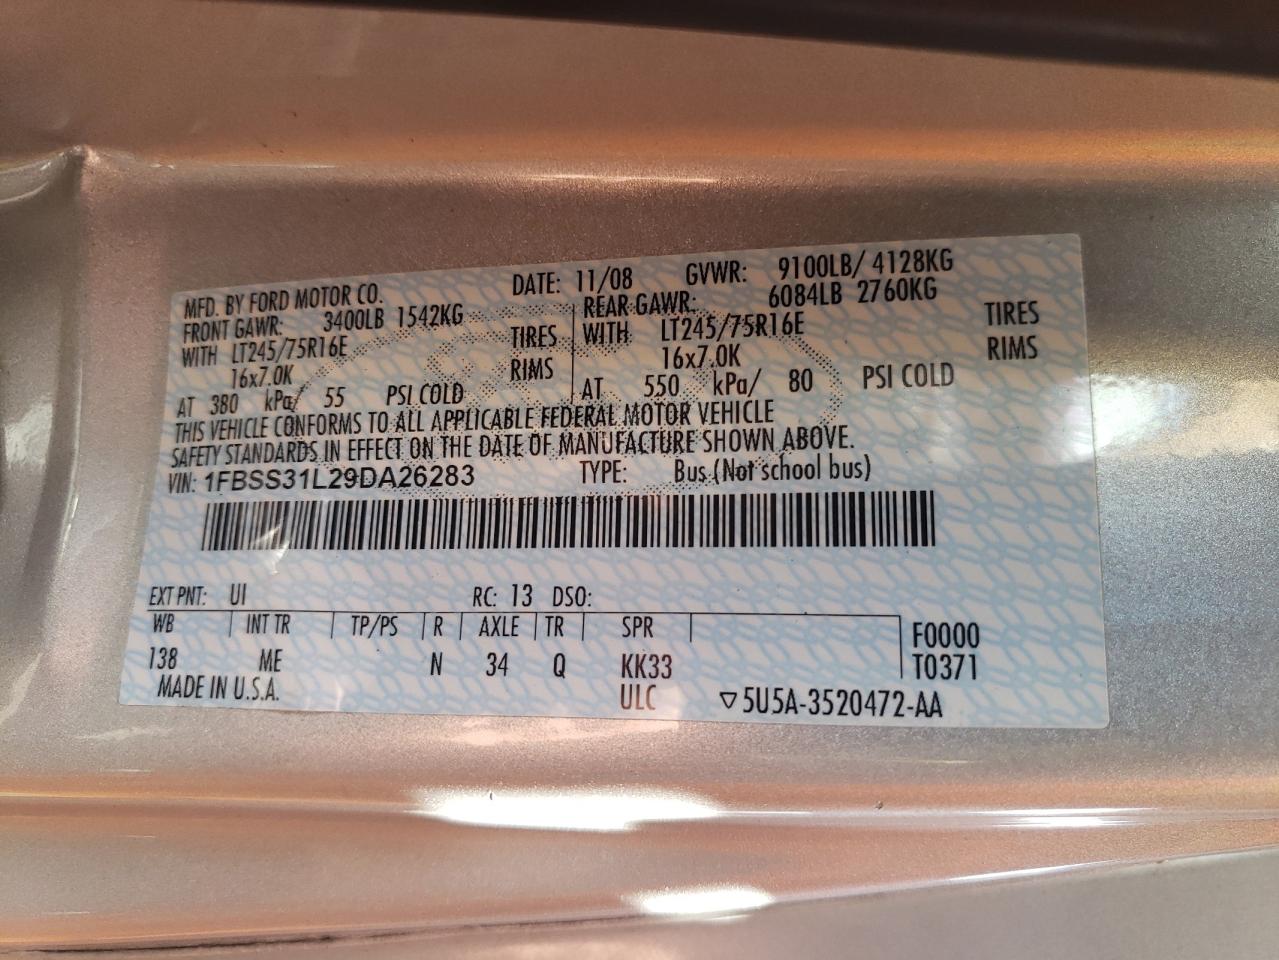 MFD. BY FORD MOTOR CO. DATE: 11/08 GVWR: 9100LB/ 4128KG
FRONT GAWR: 3400LB 1542KG REAR GAWR: 6084LB 2760KG
WITH LT245/75R16E TIRES WITH LT245/75R16E TIRES
16x7.0K RIMS 16x7.0K RIMS
AT 380 kPa/ 55 PSI COLD AT 550 kPa/ 80 PSI COLD
THIS VEHICLE CONFORMS TO ALL APPLICABLE FEDERAL MOTOR VEHICLE
SAFETY STANDARDS IN EFFECT ON THE DATE OF MANUFACTURE SHOWN ABOVE.
VIN: 1FBSS31L29DA26283 TYPE: Bus (Not school bus)
EXT PNT: UI RC: 13 DSO:
WB INT TR TP/PS R AXLE TR SPR F0000
138 ME N 34 Q KK33 T0371
MADE IN U.S.A. ULC ▽5U5A-3520472-AA